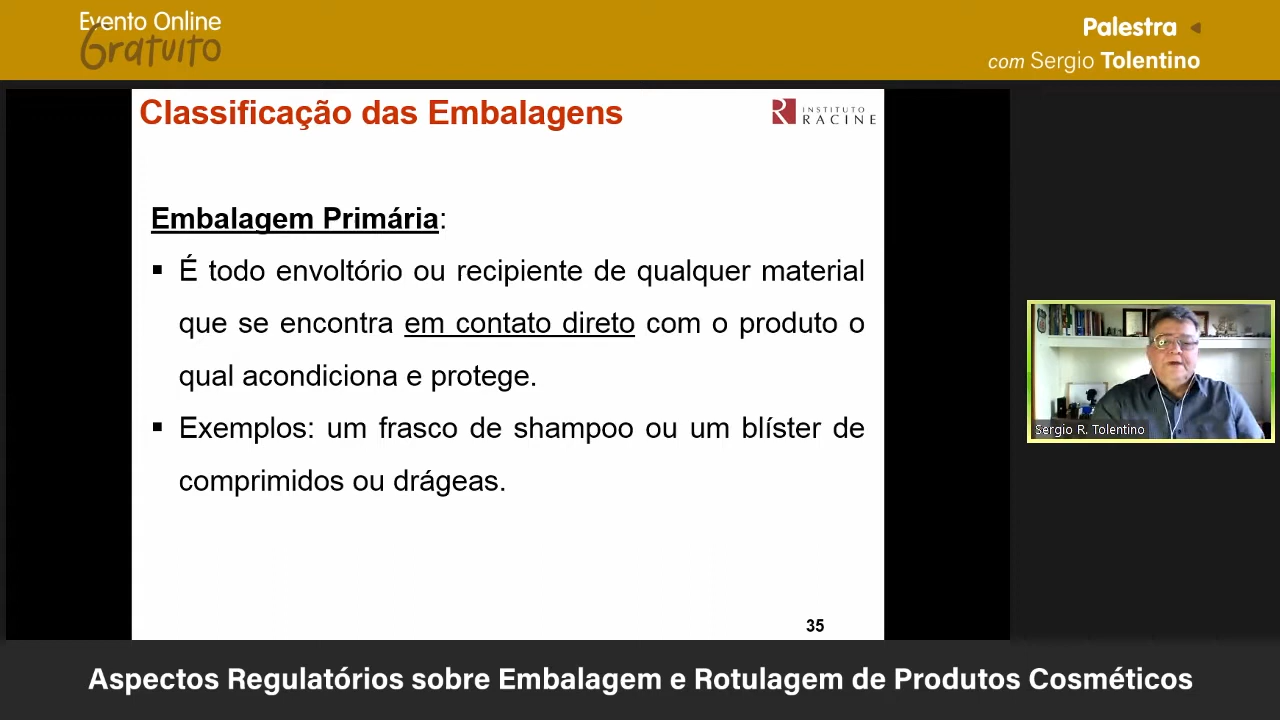 Evento Online
Gratuito
Palestra
com Sergio Tolentino
Classificação das Embalagens
INSTITUTO
RACINE
Embalagem Primária:
▪ É todo envoltório ou recipiente de qualquer material
que se encontra em contato direto com o produto o
qual acondiciona e protege.
▪ Exemplos: um frasco de shampoo ou um blíster de
comprimidos ou drágeas.
Sergio R. Tolentino
35
Aspectos Regulatórios sobre Embalagem e Rotulagem de Produtos Cosméticos